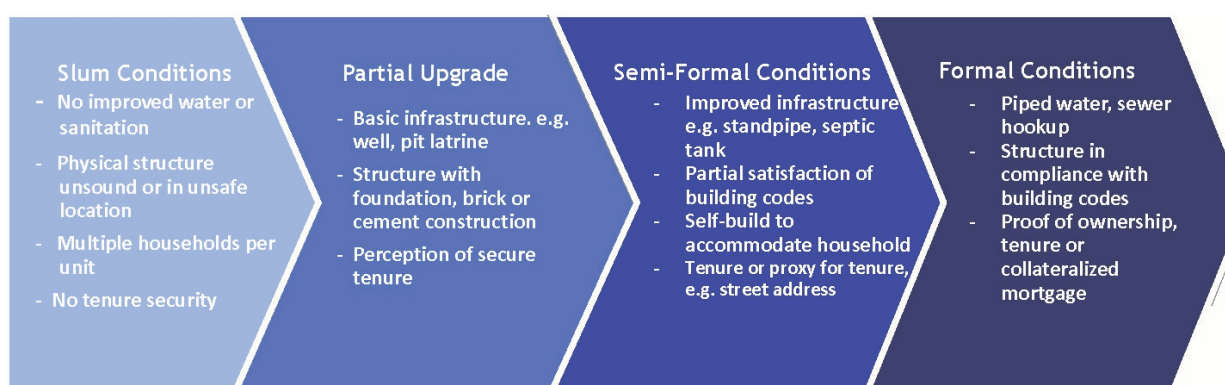 Slum Conditions
- No improved water or
sanitation
- Physical structure
unsound or in unsafe
location
- Multiple households per
unit
- No tenure security
Partial Upgrade
- Basic infrastructure. e.g.
well, pit latrine
- Structure with
foundation, brick or
cement construction
- Perception of secure
tenure
Semi-Formal Conditions
- Improved infrastructure
e.g. standpipe, septic
tank
- Partial satisfaction of
building codes
- Self-build to
accommodate household
- Tenure or proxy for tenure,
e.g. street address
Formal Conditions
- Piped water, sewer
hookup
- Structure in
compliance with
building codes
- Proof of ownership,
tenure or
collateralized
mortgage